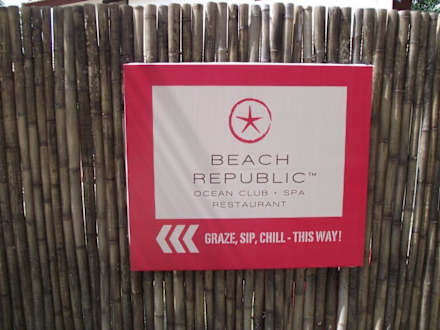 BEACH
REPUBLIC™
OCEAN CLUB • SPA
RESTAURANT
GRAZE, SIP, CHILL - THIS WAY!